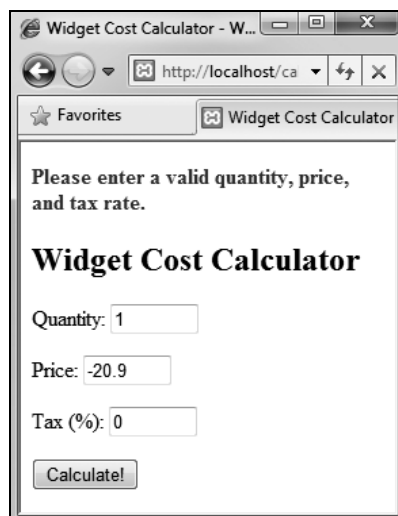 Widget Cost Calculator - W...
http://localhost/ca
Favorites
Widget Cost Calculator
Please enter a valid quantity, price,
and tax rate.
Widget Cost Calculator
Quantity: 1
Price: -20.9
Tax (%): 0
Calculate!